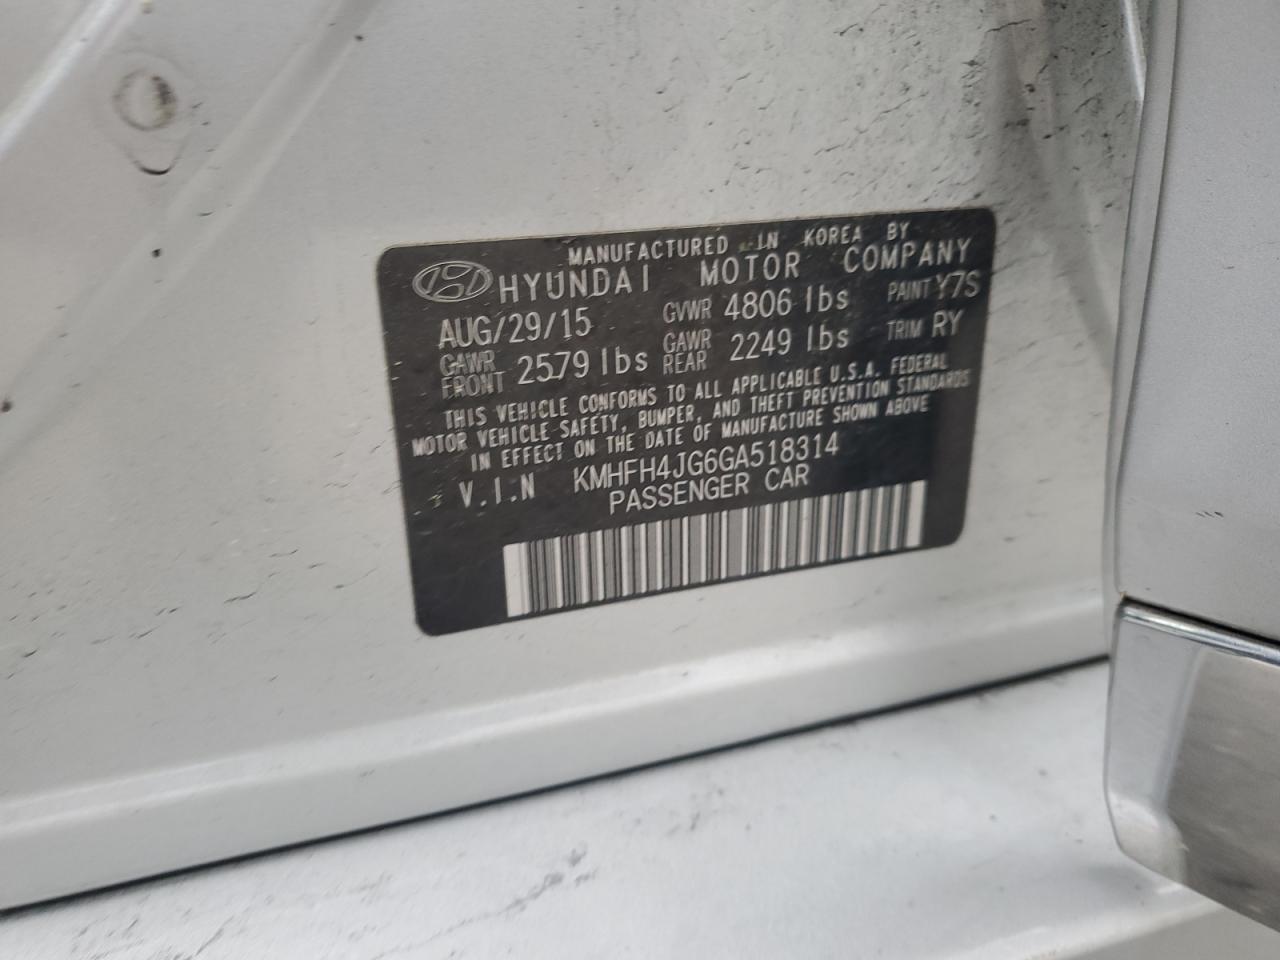 MANUFACTURED IN KOREA BY
HYUNDAI MOTOR COMPANY
AUG/29/15 GVWR 4806 lbs PAINT Y7S
GAWR FRONT 2579 lbs GAWR REAR 2249 lbs TRIM RY
THIS VEHICLE CONFORMS TO ALL APPLICABLE U.S.A. FEDERAL
MOTOR VEHICLE SAFETY, BUMPER, AND THEFT PREVENTION STANDARDS
IN EFFECT ON THE DATE OF MANUFACTURE SHOWN ABOVE
V.I.N KMHFH4JG6GA518314
PASSENGER CAR